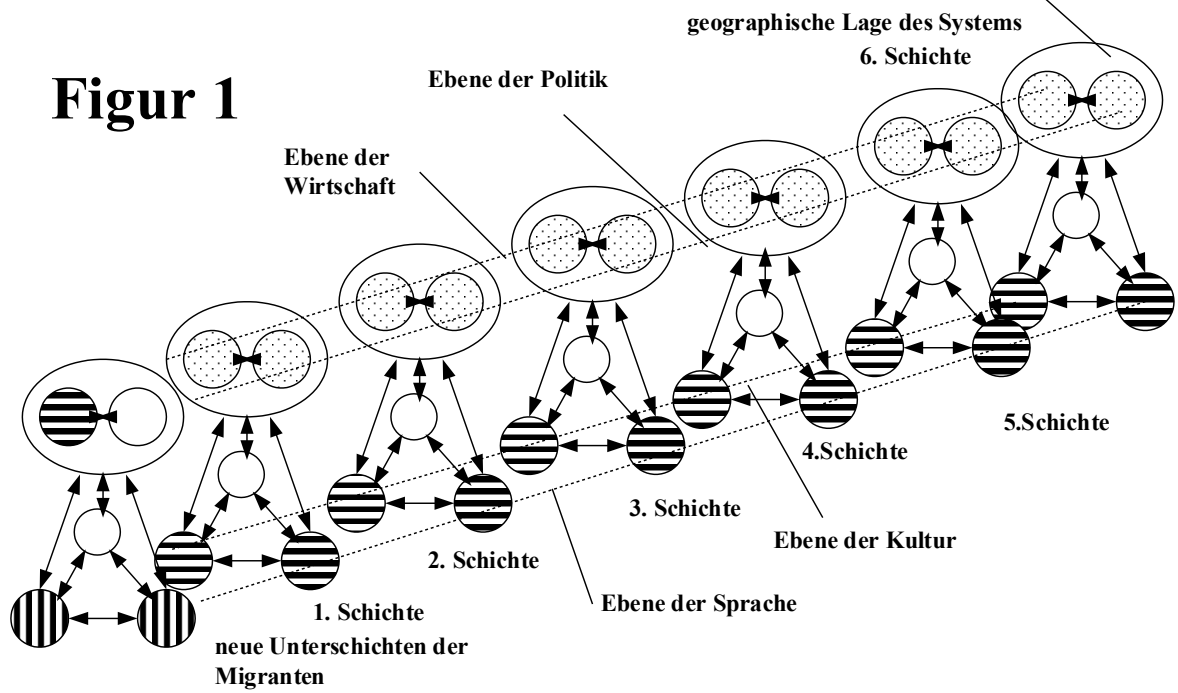 geographische Lage des Systems
6. Schichte
Figur 1
Ebene der Politik
Ebene der
Wirtschaft
5.Schichte
4.Schichte
3. Schichte
Ebene der Kultur
2. Schichte
Ebene der Sprache
1. Schichte
neue Unterschichten der
Migranten